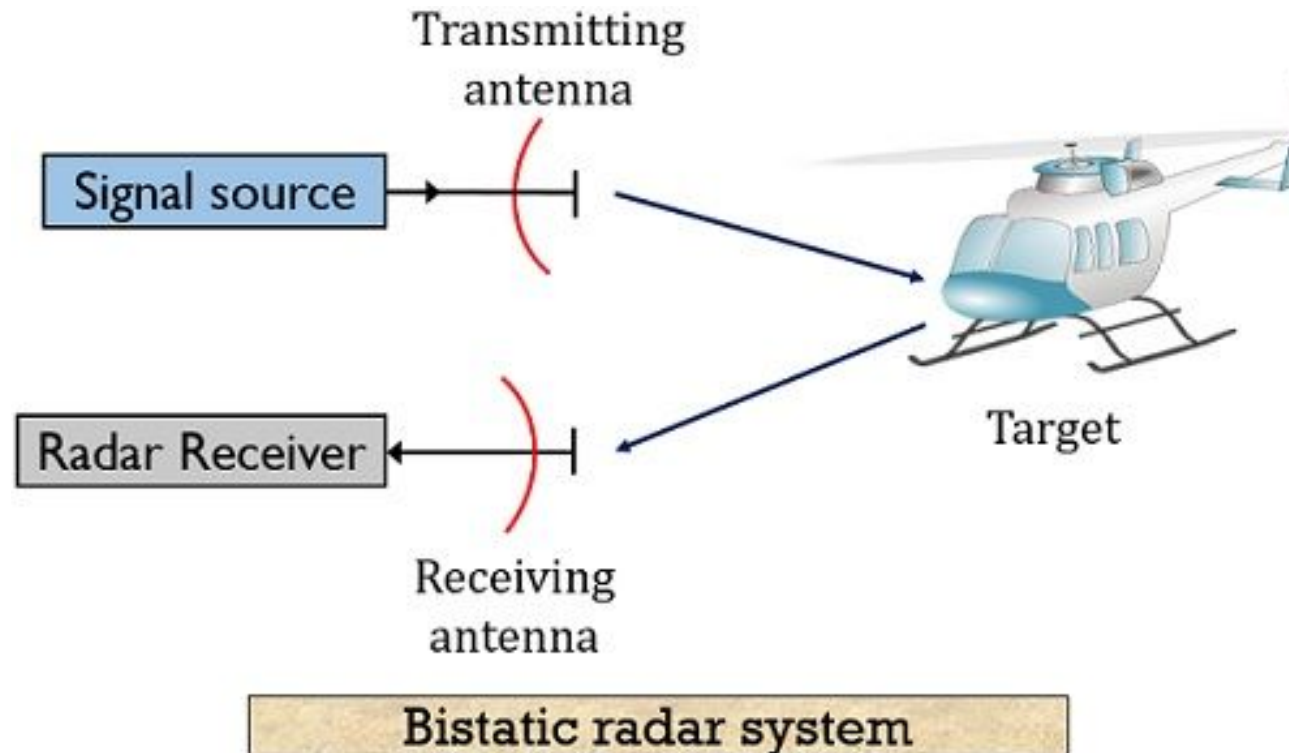 Transmitting
antenna
Signal source
Target
Radar Receiver
Receiving
antenna
Bistatic radar system